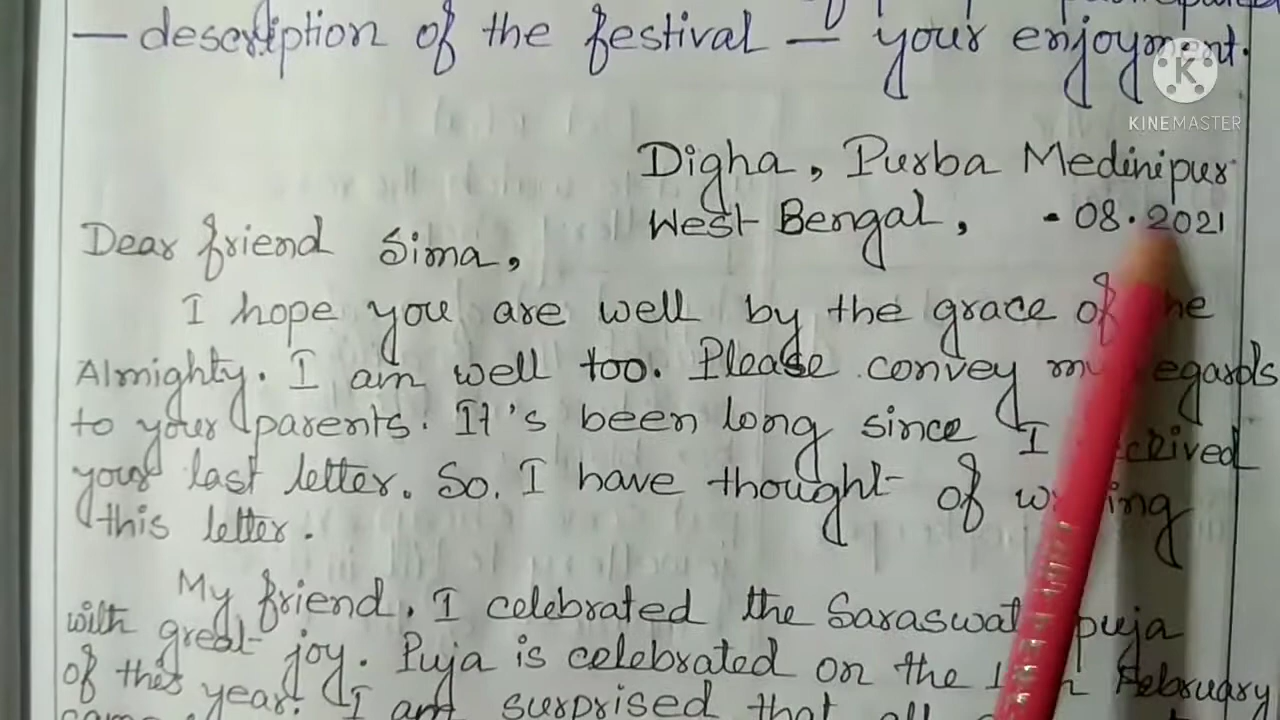 — description of the festival — your enjoyment.
KINEMASTER
Digha, Purba Medinipur
West Bengal, - 08.2021
Dear friend Sima,
I hope you are well by the grace of
Almighty. I am well too. Please convey
to your parents. It's been long since I
your last letter. So, I have thought of
this letter.
My friend, I celebrated the puja
with great joy. Puja is celebrated on the February
of this year. I am surprised that